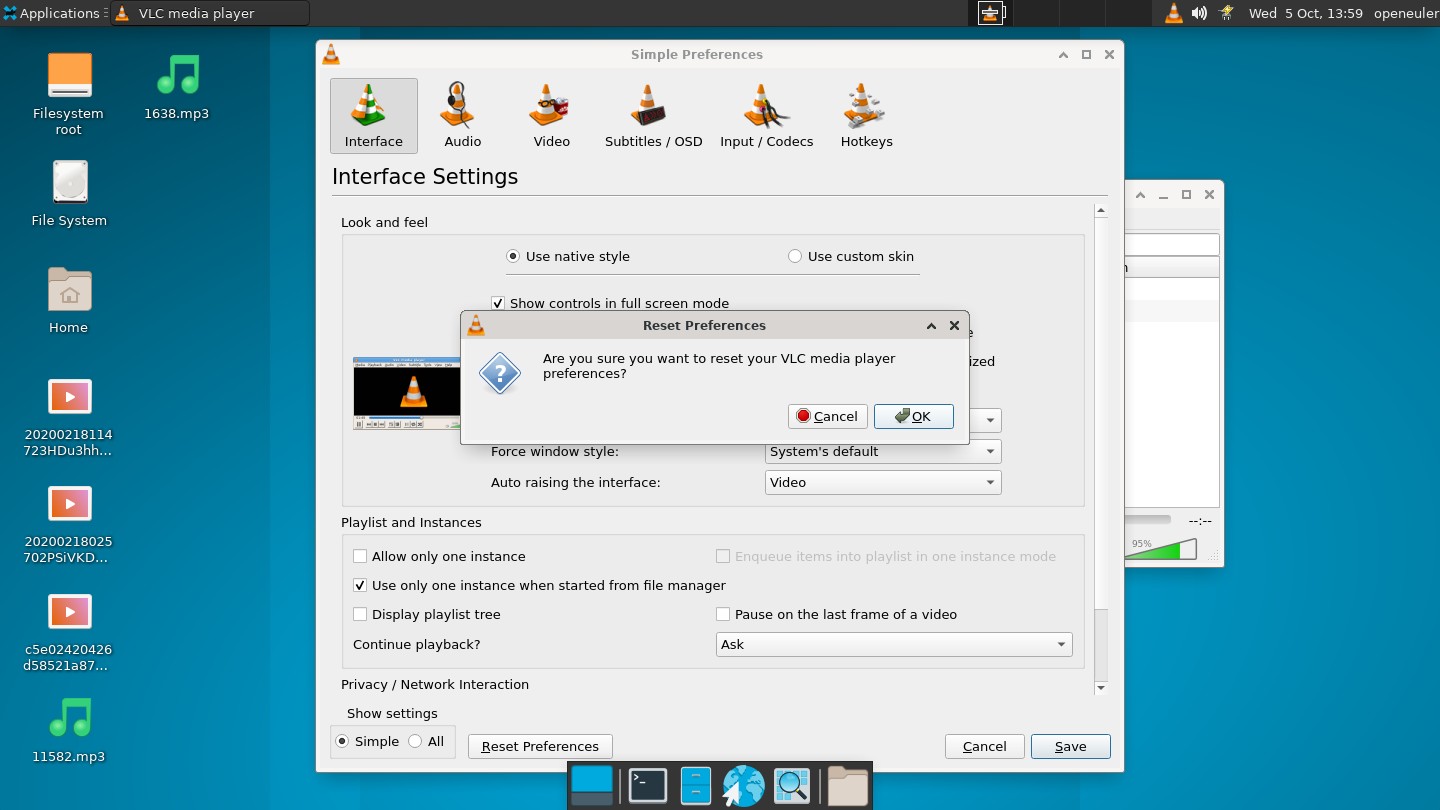 Applications
VLC media player
Wed 5 Oct, 13:59
openeuler
Filesystem
root
1638.mp3
File System
Home
20200218114
723HDu3hh...
20200218025
702PSiVKD...
c5e02420426
d58521a87...
11582.mp3
Simple Preferences
Interface
Audio
Video
Subtitles / OSD
Input / Codecs
Hotkeys
Interface Settings
Look and feel
Use native style
Use custom skin
Show controls in full screen mode
Reset Preferences
Are you sure you want to reset your VLC media player
preferences?
Cancel
OK
Force window style:
System's default
Auto raising the interface:
Video
Playlist and Instances
Allow only one instance
Enqueue items into playlist in one instance mode
Use only one instance when started from file manager
Display playlist tree
Pause on the last frame of a video
Continue playback?
Ask
Privacy / Network Interaction
Show settings
Simple
All
Reset Preferences
Cancel
Save
--:--
95%